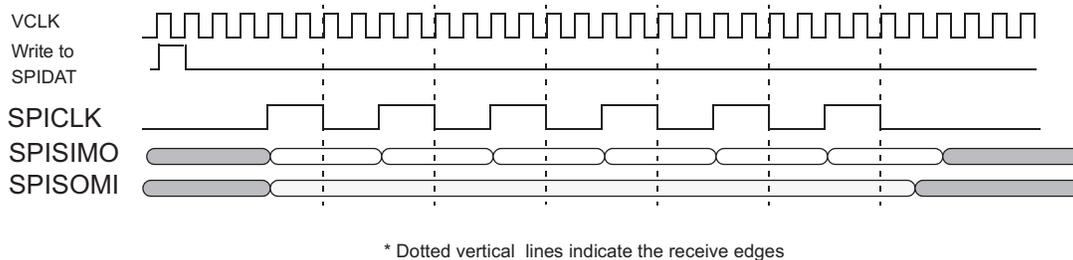 VCLK
Write to
SPIDAT
SPICLK
SPISIMO
SPISOMI
* Dotted vertical lines indicate the receive edges